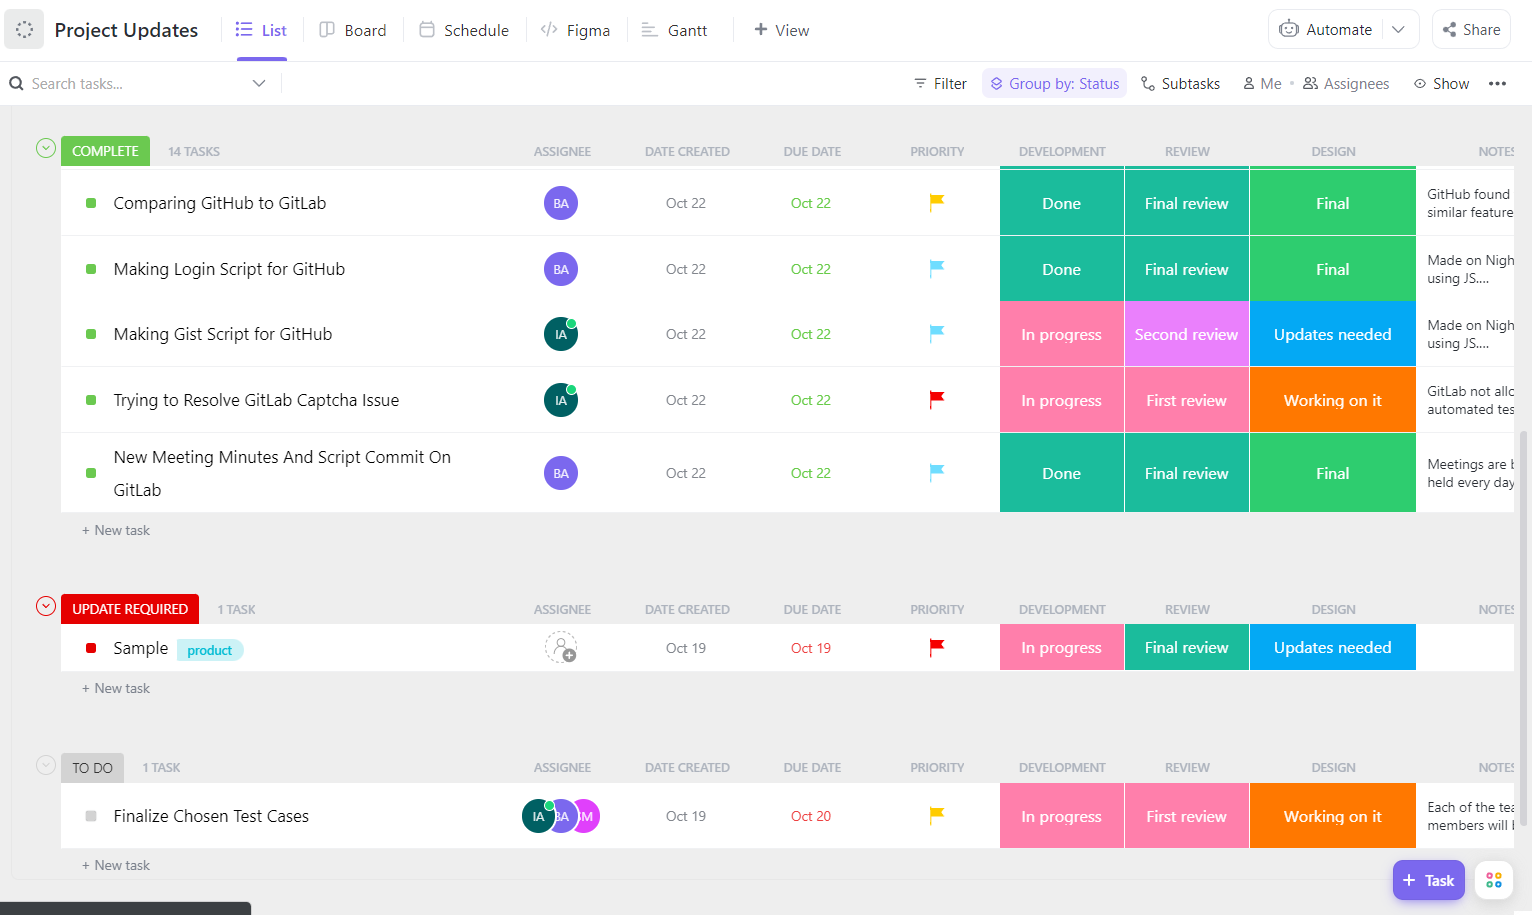 Project Updates List Board Schedule Figma Gantt + View Automate Share
Search tasks... Filter Group by: Status Subtasks Me Assignees Show
COMPLETE 14 TASKS ASSIGNEE DATE CREATED DUE DATE PRIORITY DEVELOPMENT REVIEW DESIGN NOTES
Comparing GitHub to GitLab BA Oct 22 Oct 22 Done Final review Final GitHub found
similar feature
Making Login Script for GitHub BA Oct 22 Oct 22 Done Final review Final Made on Nigh
using JS....
Making Gist Script for GitHub IA Oct 22 Oct 22 In progress Second review Updates needed Made on Nigh
using JS....
Trying to Resolve GitLab Captcha Issue IA Oct 22 Oct 22 In progress First review Working on it GitLab not allo
automated tes
New Meeting Minutes And Script Commit On
GitLab BA Oct 22 Oct 22 Done Final review Final Meetings are b
held every day
+ New task
UPDATE REQUIRED 1 TASK ASSIGNEE DATE CREATED DUE DATE PRIORITY DEVELOPMENT REVIEW DESIGN NOTES
Sample product Oct 19 Oct 19 In progress Final review Updates needed
+ New task
TO DO 1 TASK ASSIGNEE DATE CREATED DUE DATE PRIORITY DEVELOPMENT REVIEW DESIGN NOTES
Finalize Chosen Test Cases IA BA M Oct 19 Oct 20 In progress First review Working on it Each of the tea
members will b
+ New task
+ Task